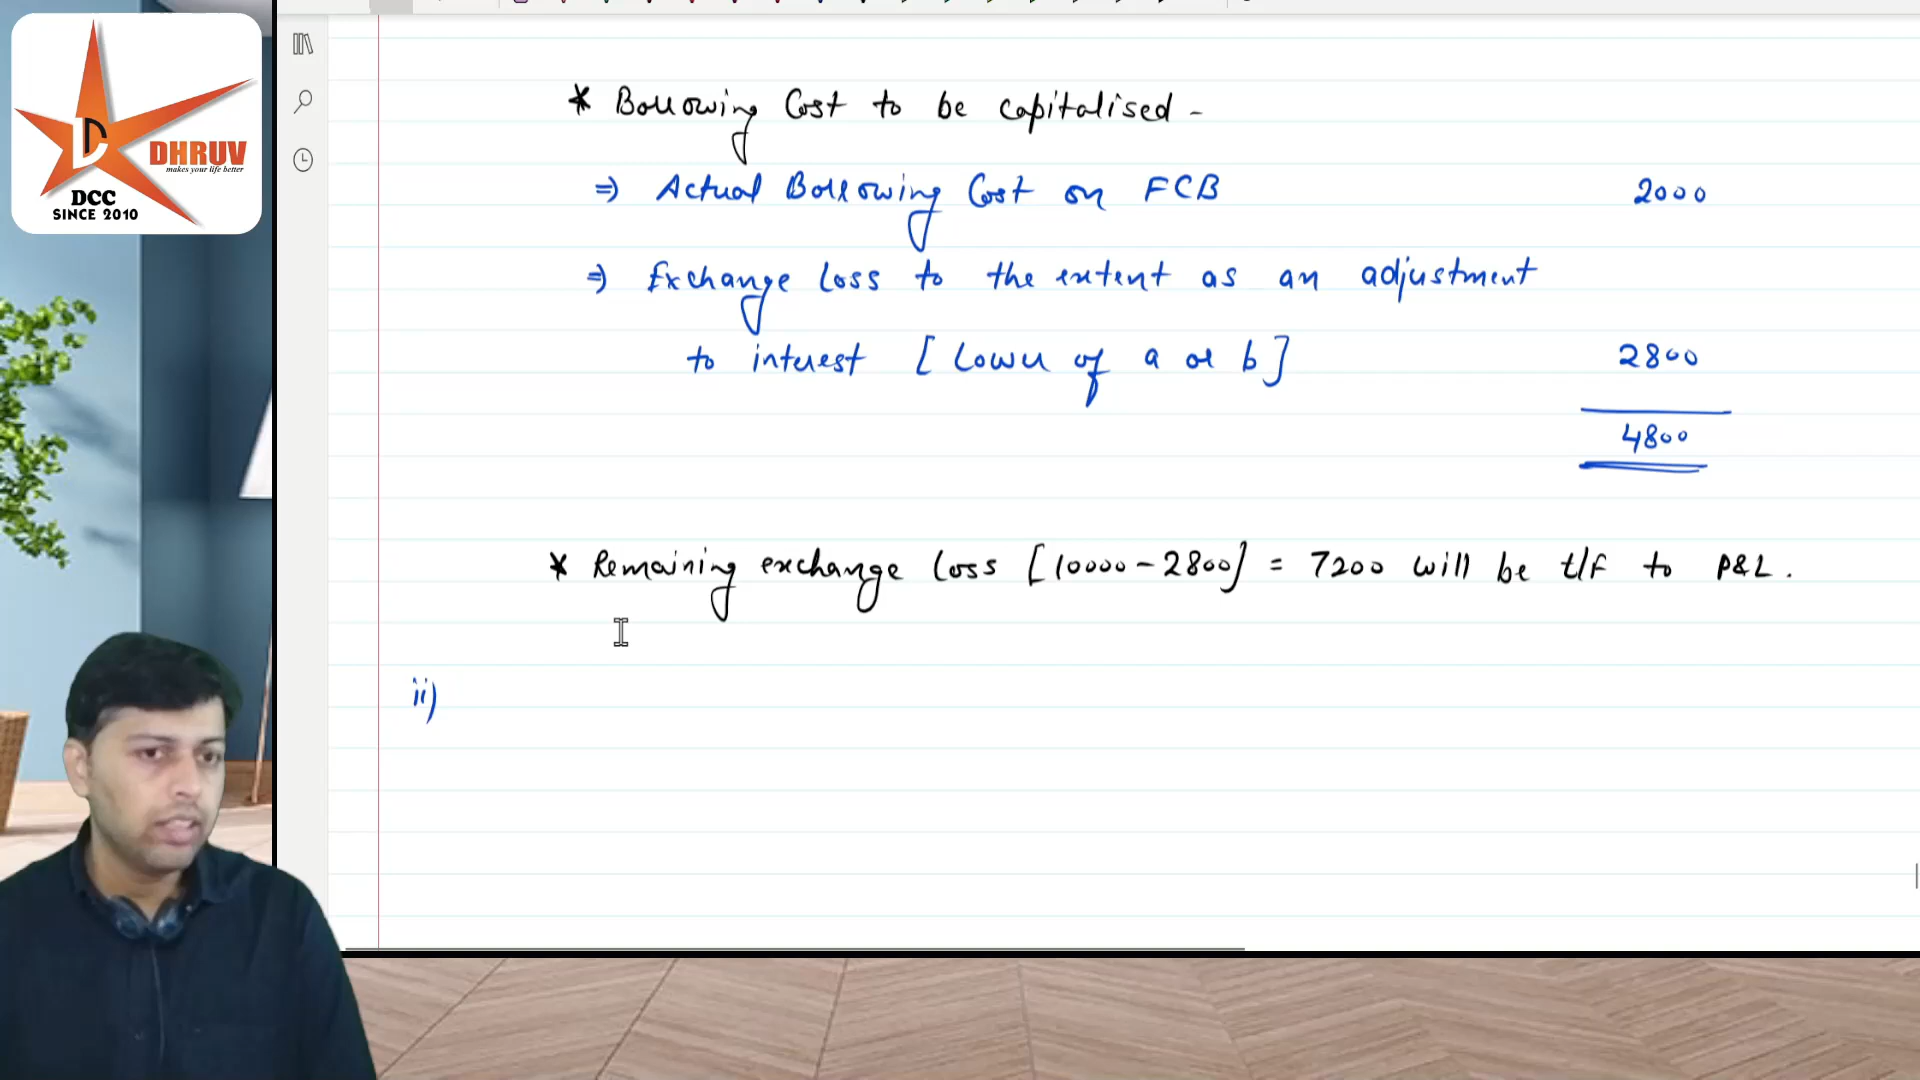 DHRUV
makes your life better
DCC
SINCE 2010
* Borrowing Cost to be capitalised -
⇒ Actual Borrowing Cost on FCB 2000
⇒ Exchange Loss to the extent as an adjustment
to interest [Lower of a or b] 2800
4800
* Remaining exchange Loss [10000-2800] = 7200 will be t/f to P&L.
ii)